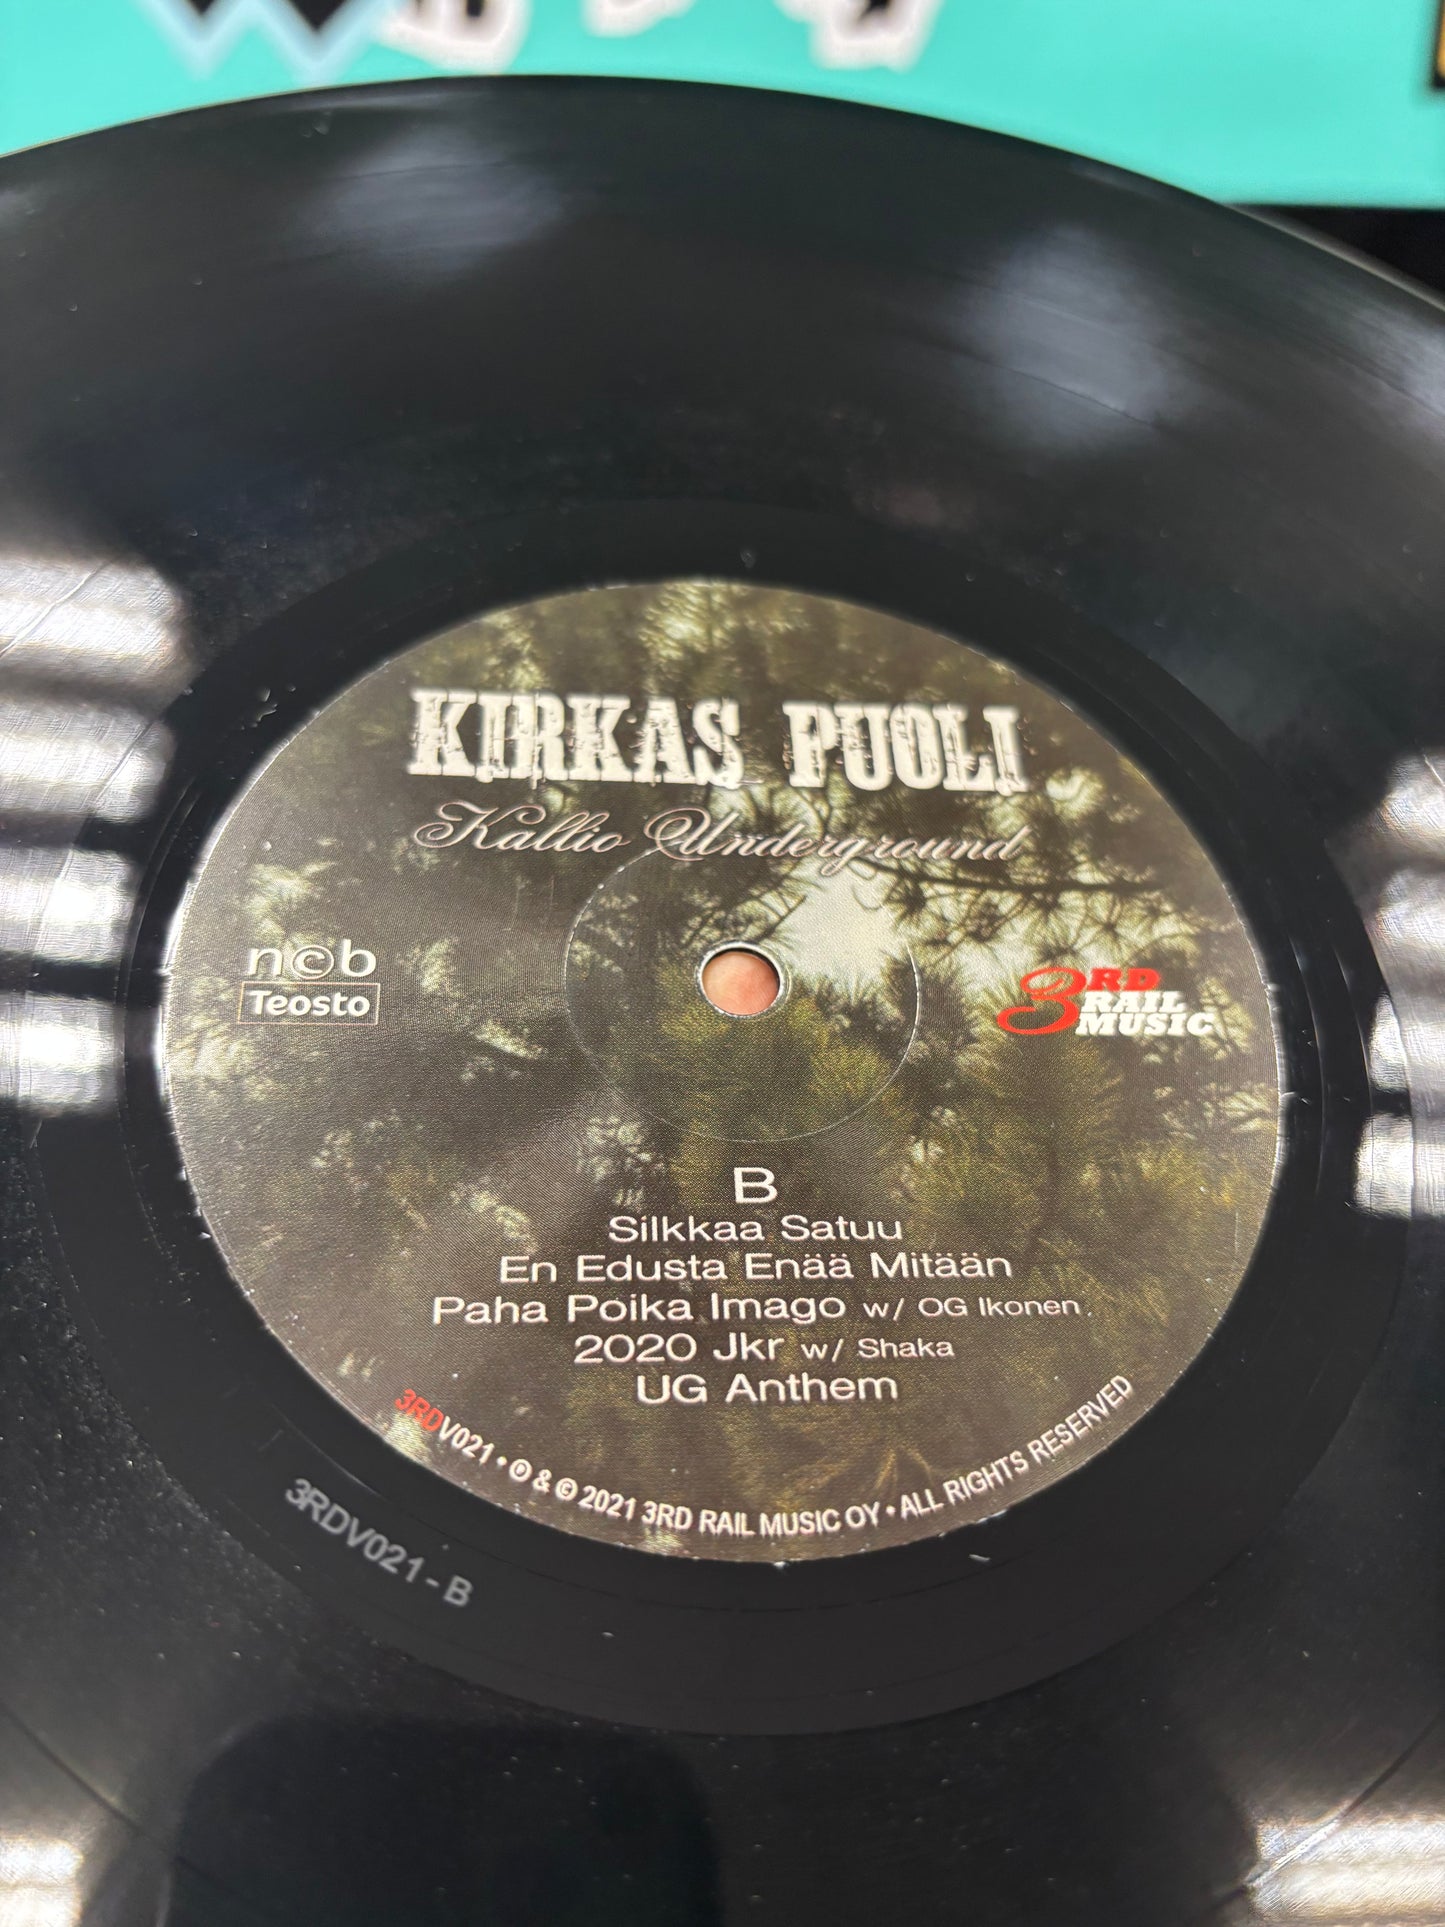 KIRKAS PUOLI
Kallio Underground
n©b
Teosto
3RD
RAIL
MUSIC
B
Silkkaa Satuu
En Edusta Enää Mitään
Paha Poika Imago w/ OG Ikonen
2020 Jkr w/ Shaka
UG Anthem
3RDV021 • ℗ & © 2021 3RD RAIL MUSIC OY • ALL RIGHTS RESERVED
3RDV021 - B